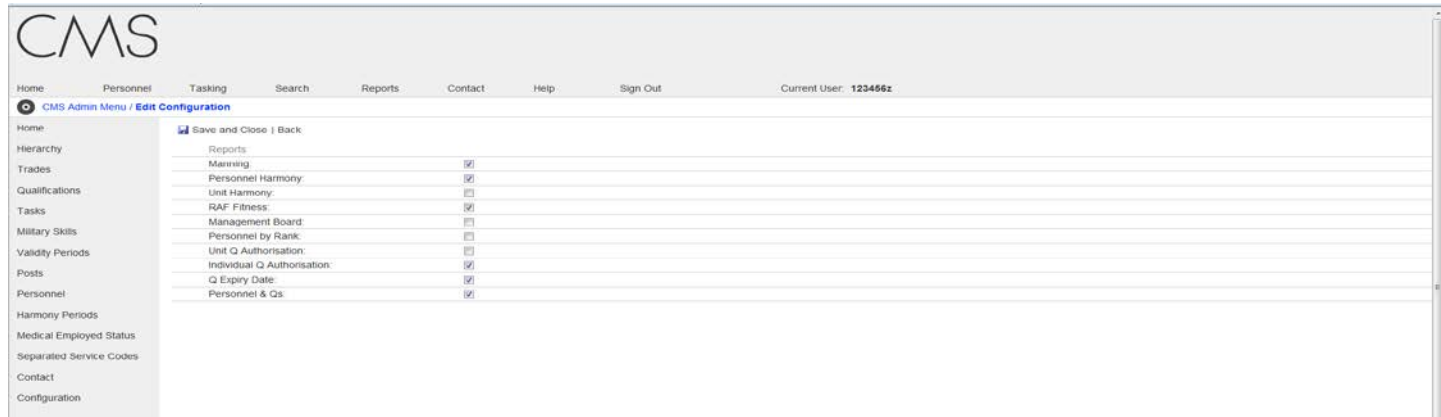 CMS
Home Personnel Tasking Search Reports Contact Help Sign Out Current User: 123456z
CMS Admin Menu / Edit Configuration
Home
Hierarchy
Trades
Qualifications
Tasks
Military Skills
Validity Periods
Posts
Personnel
Harmony Periods
Medical Employed Status
Separated Service Codes
Contact
Configuration
Save and Close | Back
Reports
Manning:
Personnel Harmony:
Unit Harmony:
RAF Fitness:
Management Board:
Personnel by Rank:
Unit Q Authorisation:
Individual Q Authorisation:
Q Expiry Date:
Personnel & Qs